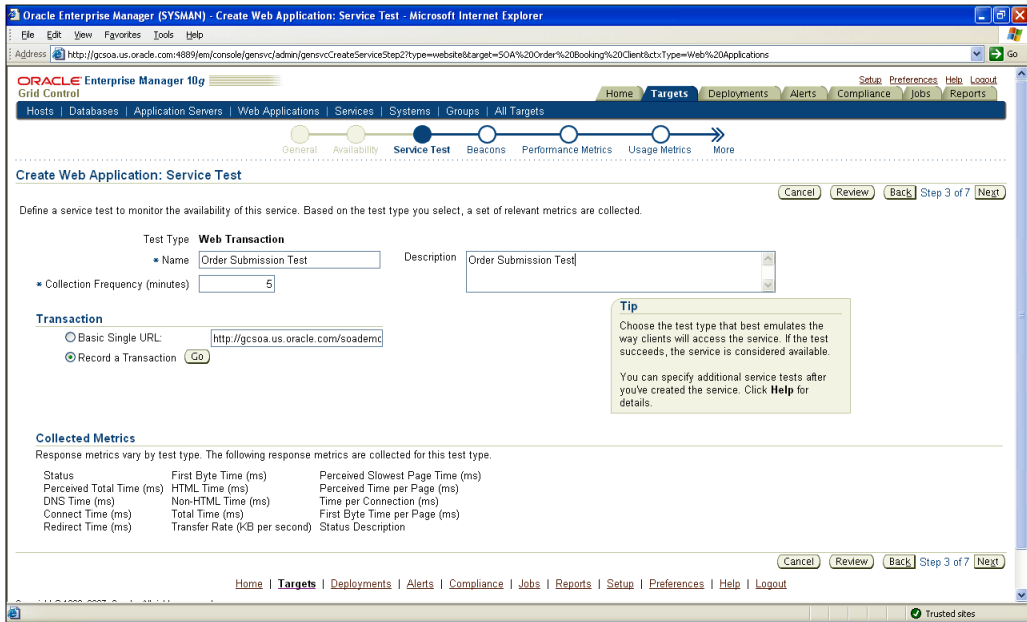 Oracle Enterprise Manager (SYSMAN) - Create Web Application: Service Test - Microsoft Internet Explorer
File Edit View Favorites Tools Help
Address http://gcsoa.us.oracle.com:4889/em/console/gensvc/admin/gensvcCreateServiceStep2?type=website&target=SOA%20Order%20Booking%20Client&ctxType=Web%20Applications Go
ORACLE Enterprise Manager 10g
Grid Control
Setup Preferences Help Logout
Home Targets Deployments Alerts Compliance Jobs Reports
Hosts | Databases | Application Servers | Web Applications | Services | Systems | Groups | All Targets
General Availability Service Test Beacons Performance Metrics Usage Metrics More
Create Web Application: Service Test
Cancel Review Back Step 3 of 7 Next
Define a service test to monitor the availability of this service. Based on the test type you select, a set of relevant metrics are collected.
Test Type Web Transaction
* Name Order Submission Test
Description Order Submission Test
* Collection Frequency (minutes) 5
Transaction
Basic Single URL: http://gcsoa.us.oracle.com/soademo
Record a Transaction Go
Tip
Choose the test type that best emulates the
way clients will access the service. If the test
succeeds, the service is considered available.
You can specify additional service tests after
you've created the service. Click Help for
details.
Collected Metrics
Response metrics vary by test type. The following response metrics are collected for this test type.
Status First Byte Time (ms) Perceived Slowest Page Time (ms)
Perceived Total Time (ms) HTML Time (ms) Perceived Time per Page (ms)
DNS Time (ms) Non-HTML Time (ms) Time per Connection (ms)
Connect Time (ms) Total Time (ms) First Byte Time per Page (ms)
Redirect Time (ms) Transfer Rate (KB per second) Status Description
Cancel Review Back Step 3 of 7 Next
Home | Targets | Deployments | Alerts | Compliance | Jobs | Reports | Setup | Preferences | Help | Logout
Trusted sites